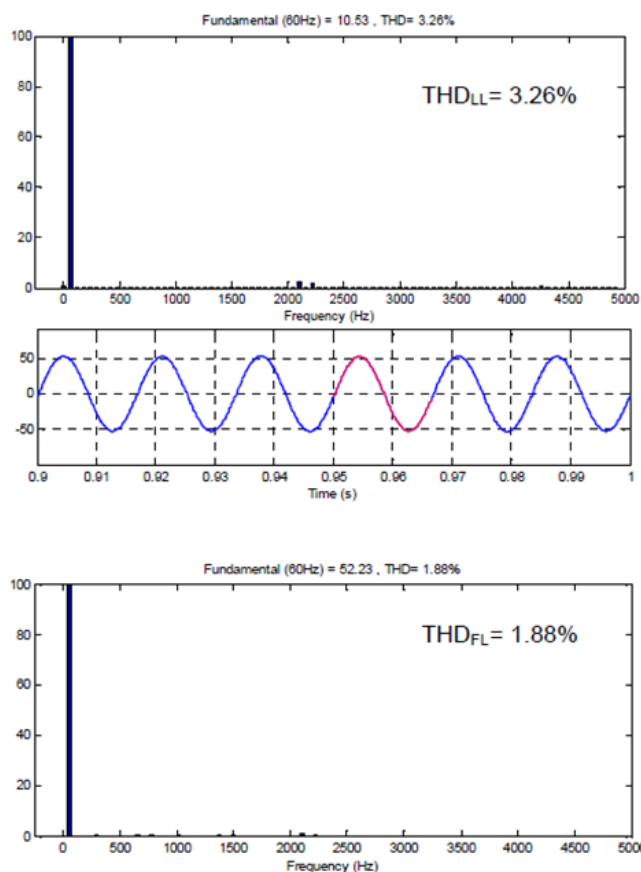 Fundamental (60Hz) = 10.53 , THD= 3.26%
100
THD_LL= 3.26%
80
60
40
20
0
0 500 1000 1500 2000 2500 3000 3500 4000 4500 5000
Frequency (Hz)
50
0
-50
0.9 0.91 0.92 0.93 0.94 0.95 0.96 0.97 0.98 0.99 1
Time (s)
Fundamental (60Hz) = 52.23 , THD= 1.88%
100
THD_FL= 1.88%
80
60
40
20
0
0 500 1000 1500 2000 2500 3000 3500 4000 4500 5000
Frequency (Hz)